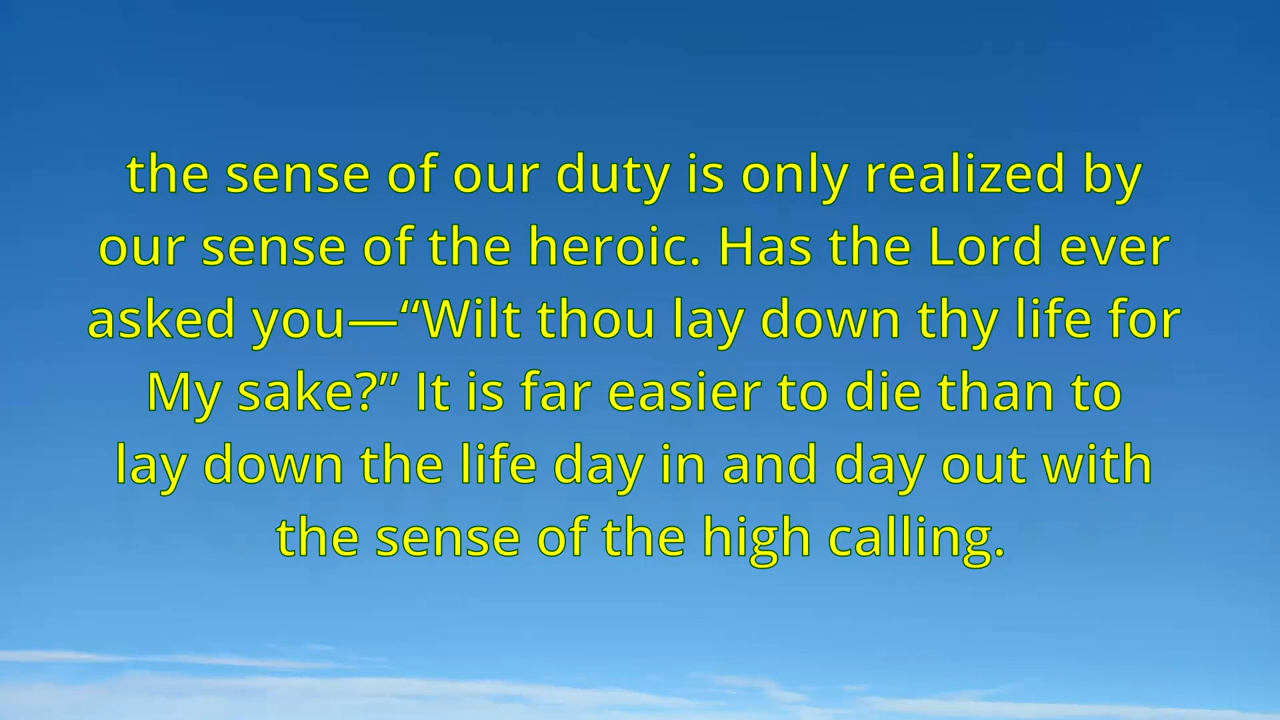 the sense of our duty is only realized by
our sense of the heroic. Has the Lord ever
asked you—“Wilt thou lay down thy life for
My sake?” It is far easier to die than to
lay down the life day in and day out with
the sense of the high calling.